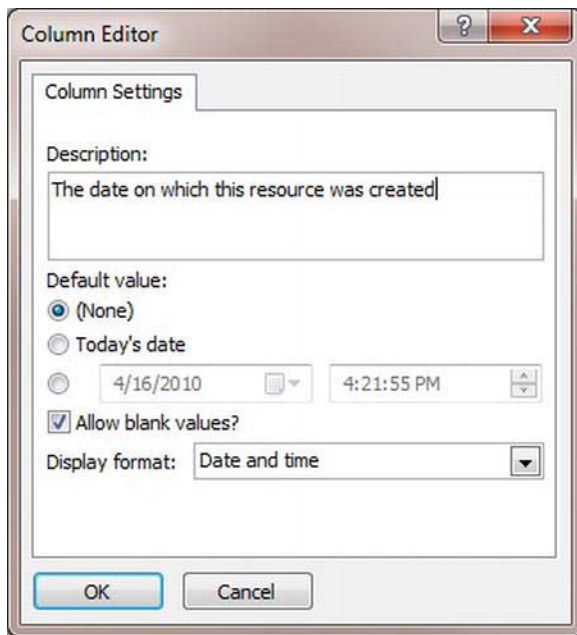 Column Editor
Column Settings
Description:
The date on which this resource was created
Default value:
(None)
Today's date
4/16/2010 4:21:55 PM
Allow blank values?
Display format: Date and time
OK Cancel